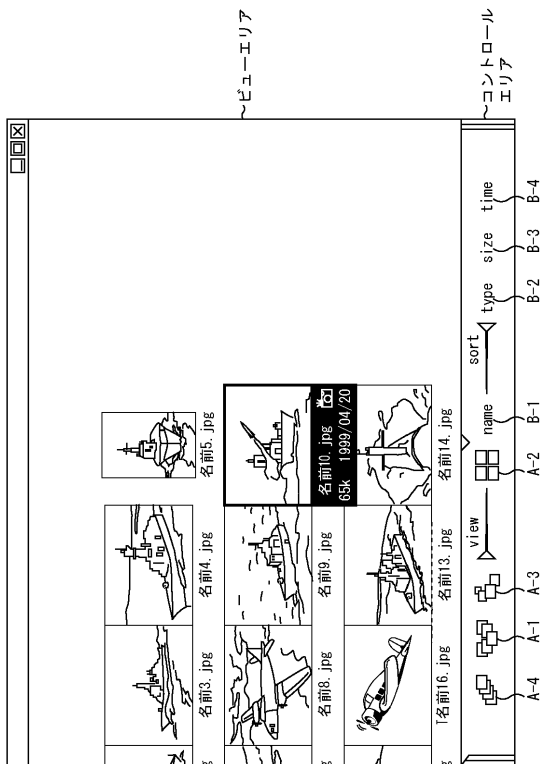 名前3.jpg
名前4.jpg
名前5.jpg
ビューエリア
名前8.jpg
名前9.jpg
名前10.jpg
65k 1999/04/20
「名前16.jpg
名前13.jpg
名前14.jpg
view
sort
name
type
size
time
コントロール
エリア
A-4
A-1
A-3
A-2
B-1
B-2
B-3
B-4